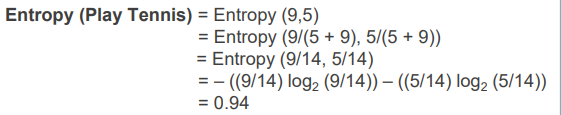 Entropy (Play Tennis) = Entropy (9,5)
= Entropy (9/(5 + 9), 5/(5 + 9))
= Entropy (9/14, 5/14)
= – ((9/14) log₂ (9/14)) – ((5/14) log₂ (5/14))
= 0.94